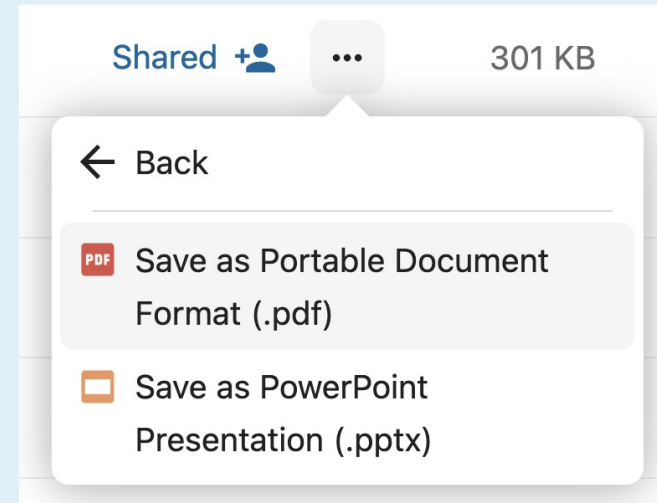 Shared ••• 301 KB
Back
PDF Save as Portable Document
Format (.pdf)
Save as PowerPoint
Presentation (.pptx)